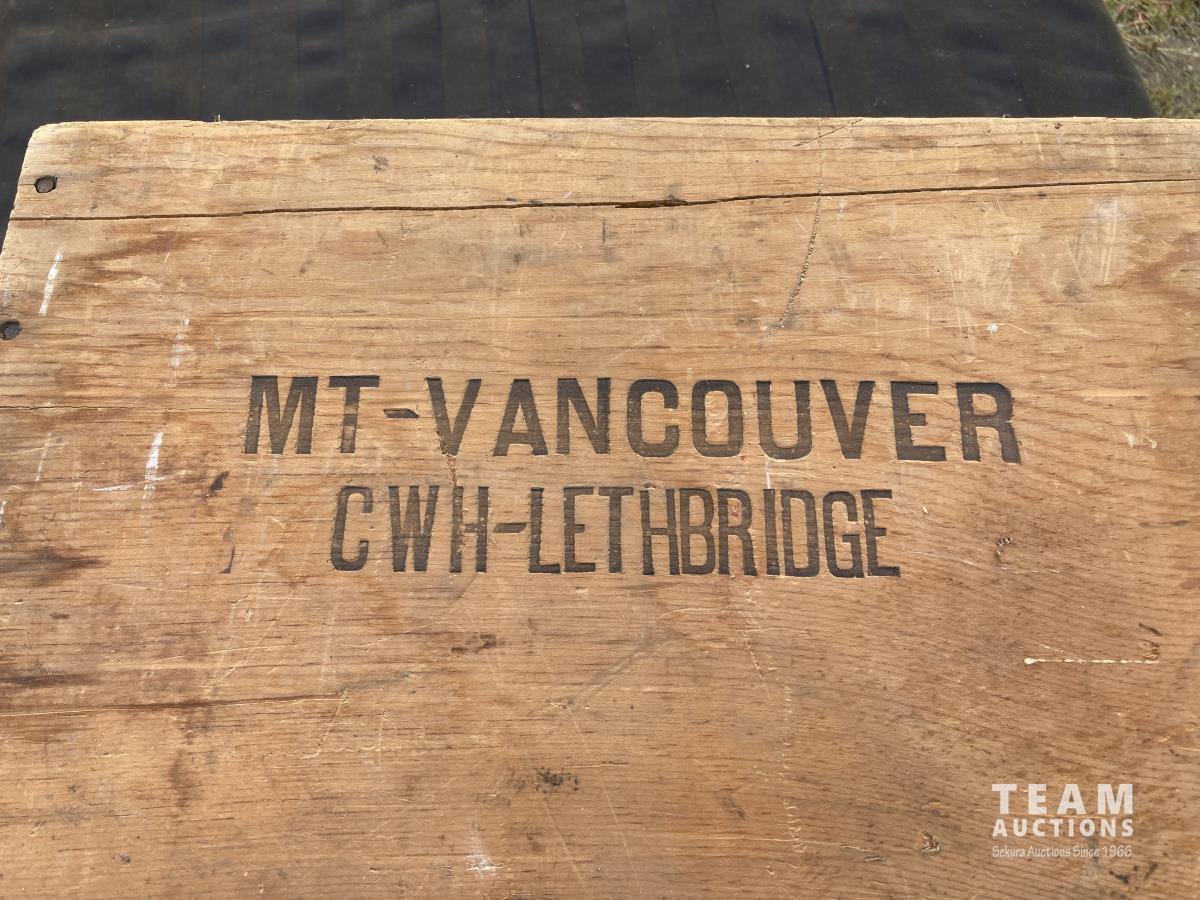 MT-VANCOUVER
CWH-LETHBRIDGE
TEAM
AUCTIONS
Sekura Auctions Since 1966